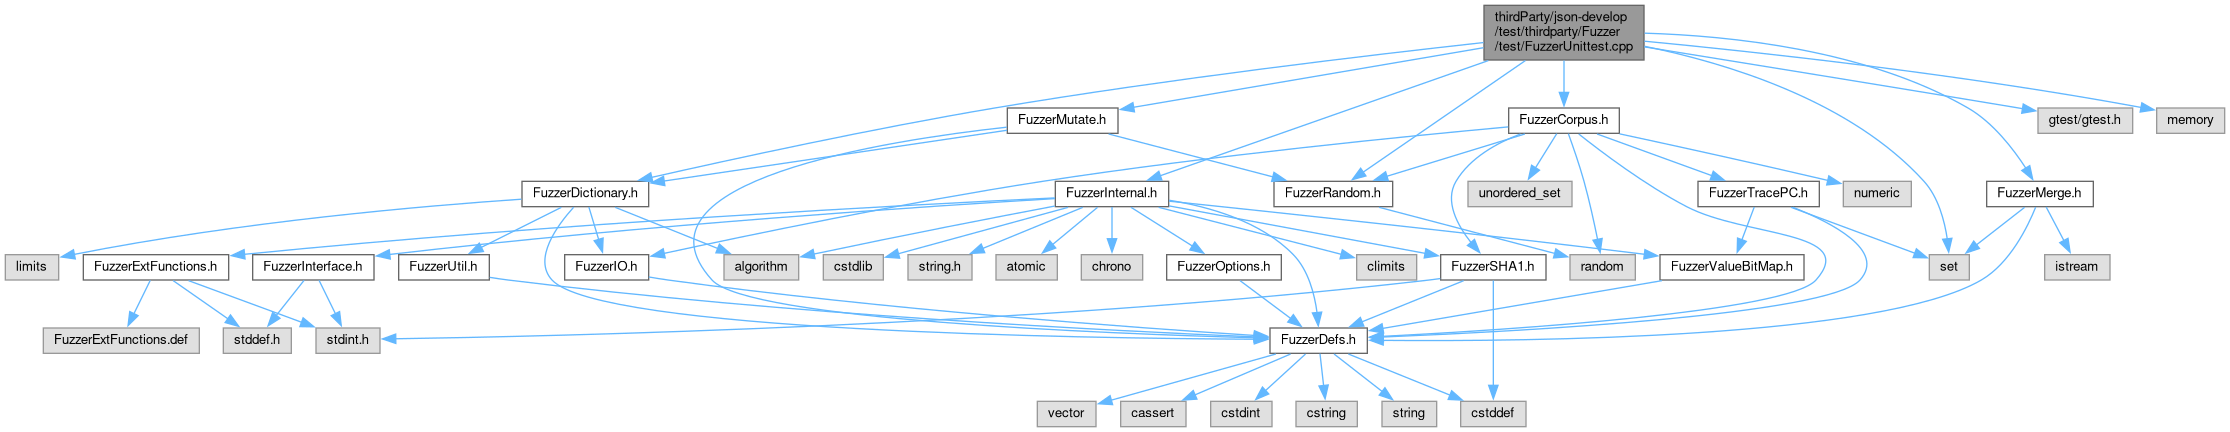 thirdParty/json-develop
/test/thirdparty/Fuzzer
/test/FuzzerUnittest.cpp
FuzzerMutate.h
FuzzerCorpus.h
gtest/gtest.h
memory
FuzzerDictionary.h
FuzzerInternal.h
FuzzerRandom.h
unordered_set
FuzzerTracePC.h
numeric
FuzzerMerge.h
limits
FuzzerExtFunctions.h
FuzzerInterface.h
FuzzerUtil.h
FuzzerIO.h
algorithm
cstdlib
string.h
atomic
chrono
FuzzerOptions.h
climits
FuzzerSHA1.h
random
FuzzerValueBitMap.h
set
istream
FuzzerExtFunctions.def
stddef.h
stdint.h
FuzzerDefs.h
vector
cassert
cstdint
cstring
string
cstddef